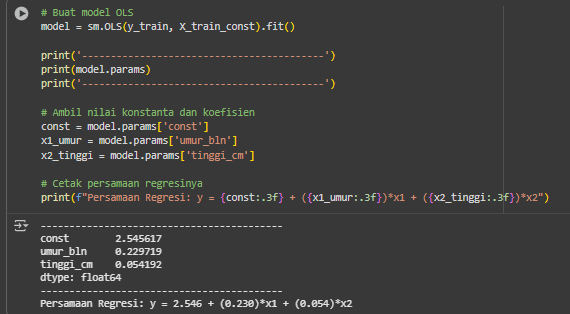 # Buat model OLS
model = sm.OLS(y_train, X_train_const).fit()
print('------------------------------------------')
print(model.params)
print('------------------------------------------')
# Ambil nilai konstanta dan koefisien
const = model.params['const']
x1_umur = model.params['umur_bln']
x2_tinggi = model.params['tinggi_cm']
# Cetak persamaan regresinya
print(f"Persamaan Regresi: y = {const:.3f} + ({x1_umur:.3f})*x1 + ({x2_tinggi:.3f})*x2")
------------------------------------------
const 2.545617
umur_bln 0.229719
tinggi_cm 0.054192
dtype: float64
------------------------------------------
Persamaan Regresi: y = 2.546 + (0.230)*x1 + (0.054)*x2